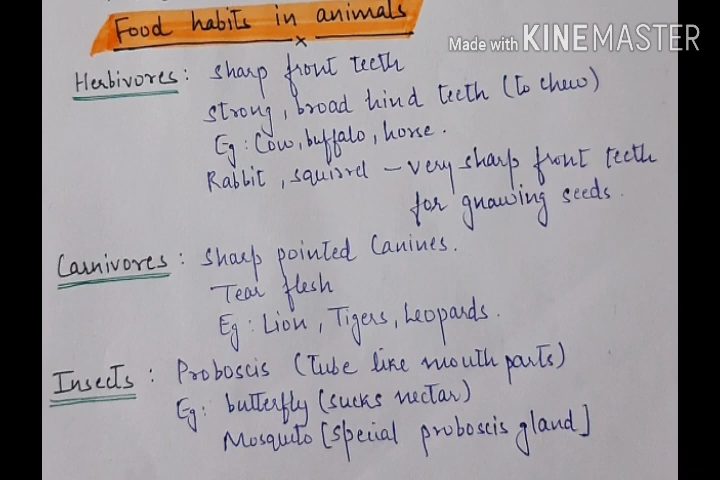 Food habits in animals
x
Made with KINEMASTER
Herbivores: Sharp front teeth
strong, broad hind teeth (to chew)
Eg: Cow, buffalo, horse.
Rabbit, squirrel – very sharp front teeth
for gnawing seeds.
Carnivores: Sharp pointed Canines.
Tear flesh
Eg: Lion, Tigers, Leopards.
Insects: Proboscis (Tube like mouth parts)
Eg: butterfly (sucks nectar)
Mosquito [special proboscis gland]